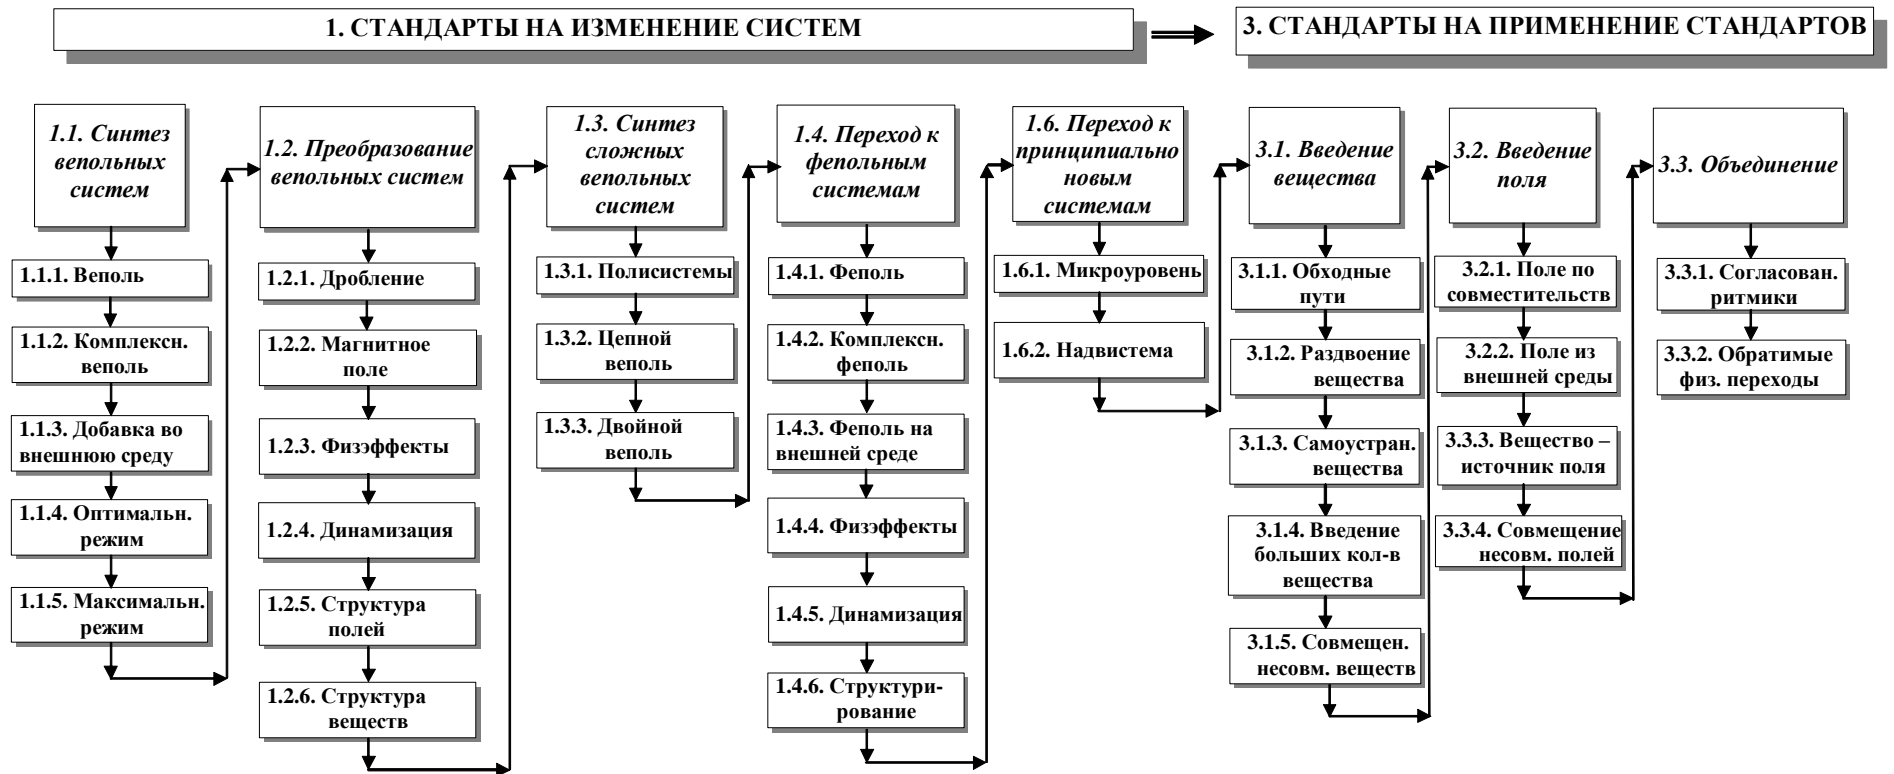 1. СТАНДАРТЫ НА ИЗМЕНЕНИЕ СИСТЕМ
3. СТАНДАРТЫ НА ПРИМЕНЕНИЕ СТАНДАРТОВ
1.1. Синтез
вепольных
систем
1.1.1. Веполь
1.1.2. Комплексн.
веполь
1.1.3. Добавка во
внешнюю среду
1.1.4. Оптимальн.
режим
1.1.5. Максимальн.
режим
1.2. Преобразование
вепольных систем
1.2.1. Дробление
1.2.2. Магнитное
поле
1.2.3. Физэффекты
1.2.4. Динамизация
1.2.5. Структура
полей
1.2.6. Структура
веществ
1.3. Синтез
сложных
вепольных
систем
1.3.1. Полисистемы
1.3.2. Цепной
веполь
1.3.3. Двойной
веполь
1.4. Переход к
фепольным
системам
1.4.1. Феполь
1.4.2. Комплексн.
феполь
1.4.3. Феполь на
внешней среде
1.4.4. Физэффекты
1.4.5. Динамизация
1.4.6. Структури-
рование
1.6. Переход к
принципиально
новым
системам
1.6.1. Микроуровень
1.6.2. Надвистема
3.1. Введение
вещества
3.1.1. Обходные
пути
3.1.2. Раздвоение
вещества
3.1.3. Самоустран.
вещества
3.1.4. Введение
больших кол-в
вещества
3.1.5. Совмещен.
несовм. веществ
3.2. Введение
поля
3.2.1. Поле по
совместительств
3.2.2. Поле из
внешней среды
3.3.3. Вещество –
источник поля
3.3.4. Совмещение
несовм. полей
3.3. Объединение
3.3.1. Согласован.
ритмики
3.3.2. Обратимые
физ. переходы